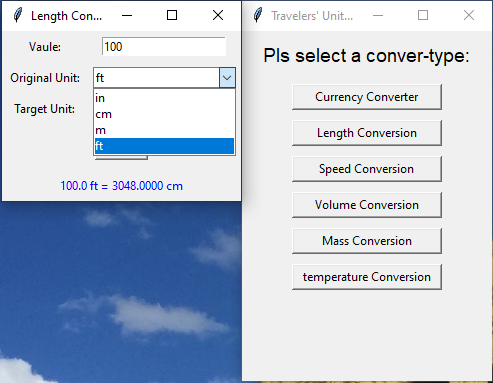 Length Con...
Vaule:
100
Original Unit:
ft
in
cm
m
ft
Target Unit:
100.0 ft = 3048.0000 cm
Travelers' Unit...
Pls select a conver-type:
Currency Converter
Length Conversion
Speed Conversion
Volume Conversion
Mass Conversion
temperature Conversion